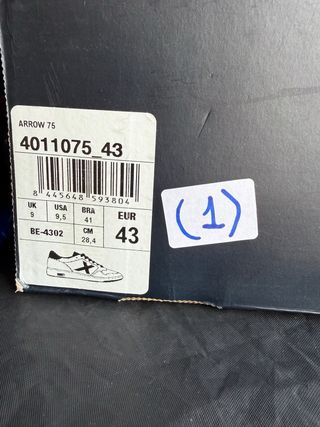 ARROW 75
4011075_43
8 445648 593804
UK USA BRA EUR
9 9,5 41 43
BE-4302 CM
28,4
(1)